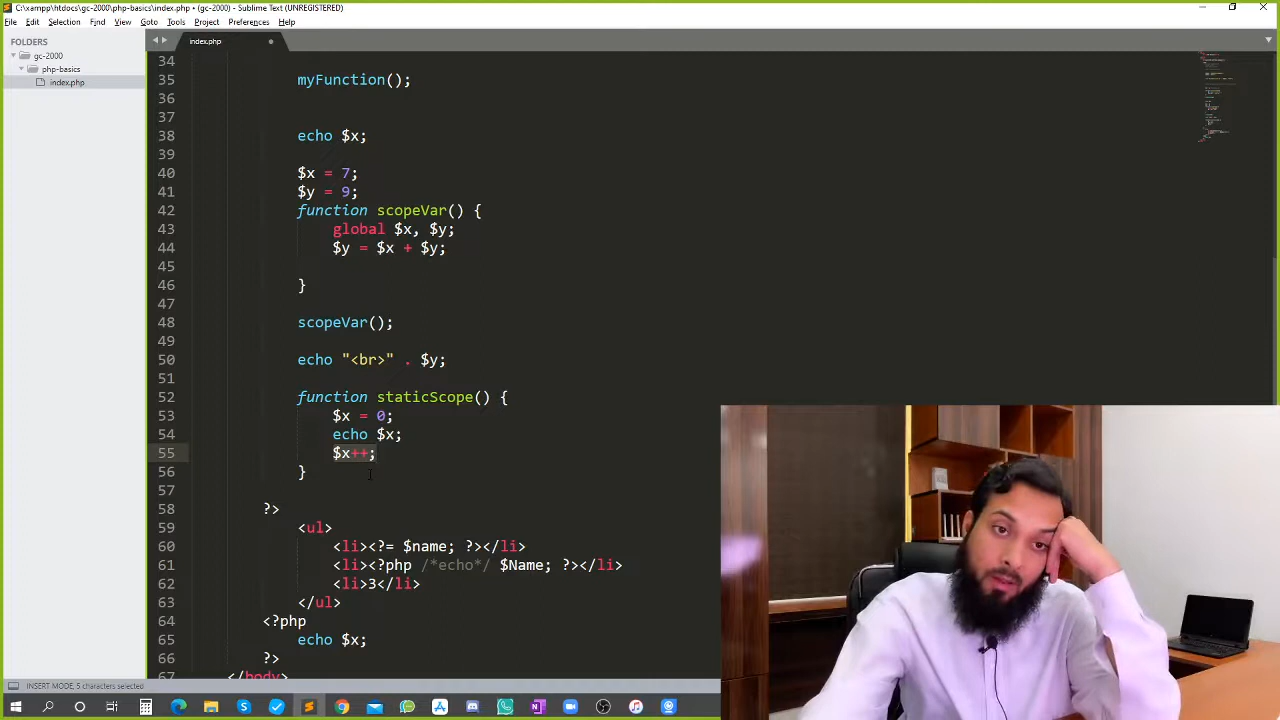 C:\xampp\htdocs\gc-2000\php-basics\index.php • (gc-2000) - Sublime Text (UNREGISTERED)
File Edit Selection Find View Goto Tools Project Preferences Help
FOLDERS
gc-2000
php-basics
index.php
index.php
34
35 myFunction();
36
37
38 echo $x;
39
40 $x = 7;
41 $y = 9;
42 function scopeVar() {
43 global $x, $y;
44 $y = $x + $y;
45
46 }
47
48 scopeVar();
49
50 echo "<br>" . $y;
51
52 function staticScope() {
53 $x = 0;
54 echo $x;
55 $x++;
56 }
57
58 ?>
59 <ul>
60 <li><?= $name; ?></li>
61 <li><?php /*echo*/ $Name; ?></li>
62 <li>3</li>
63 </ul>
64 <?php
65 echo $x;
66 ?>
67 </body>
INSERT MODE, 5 characters selected